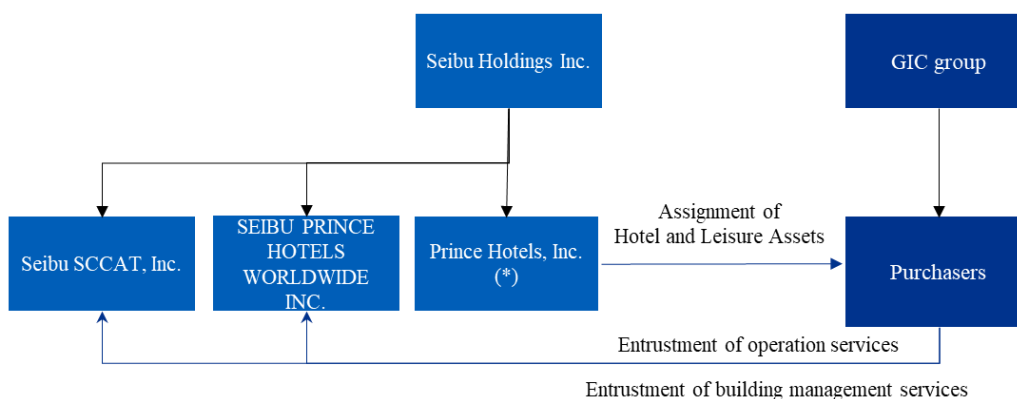 Seibu Holdings Inc.
GIC group
Seibu SCCAT, Inc.
SEIBU PRINCE
HOTELS
WORLDWIDE
INC.
Prince Hotels, Inc.
(*)
Assignment of
Hotel and Leisure Assets
Purchasers
Entrustment of operation services
Entrustment of building management services